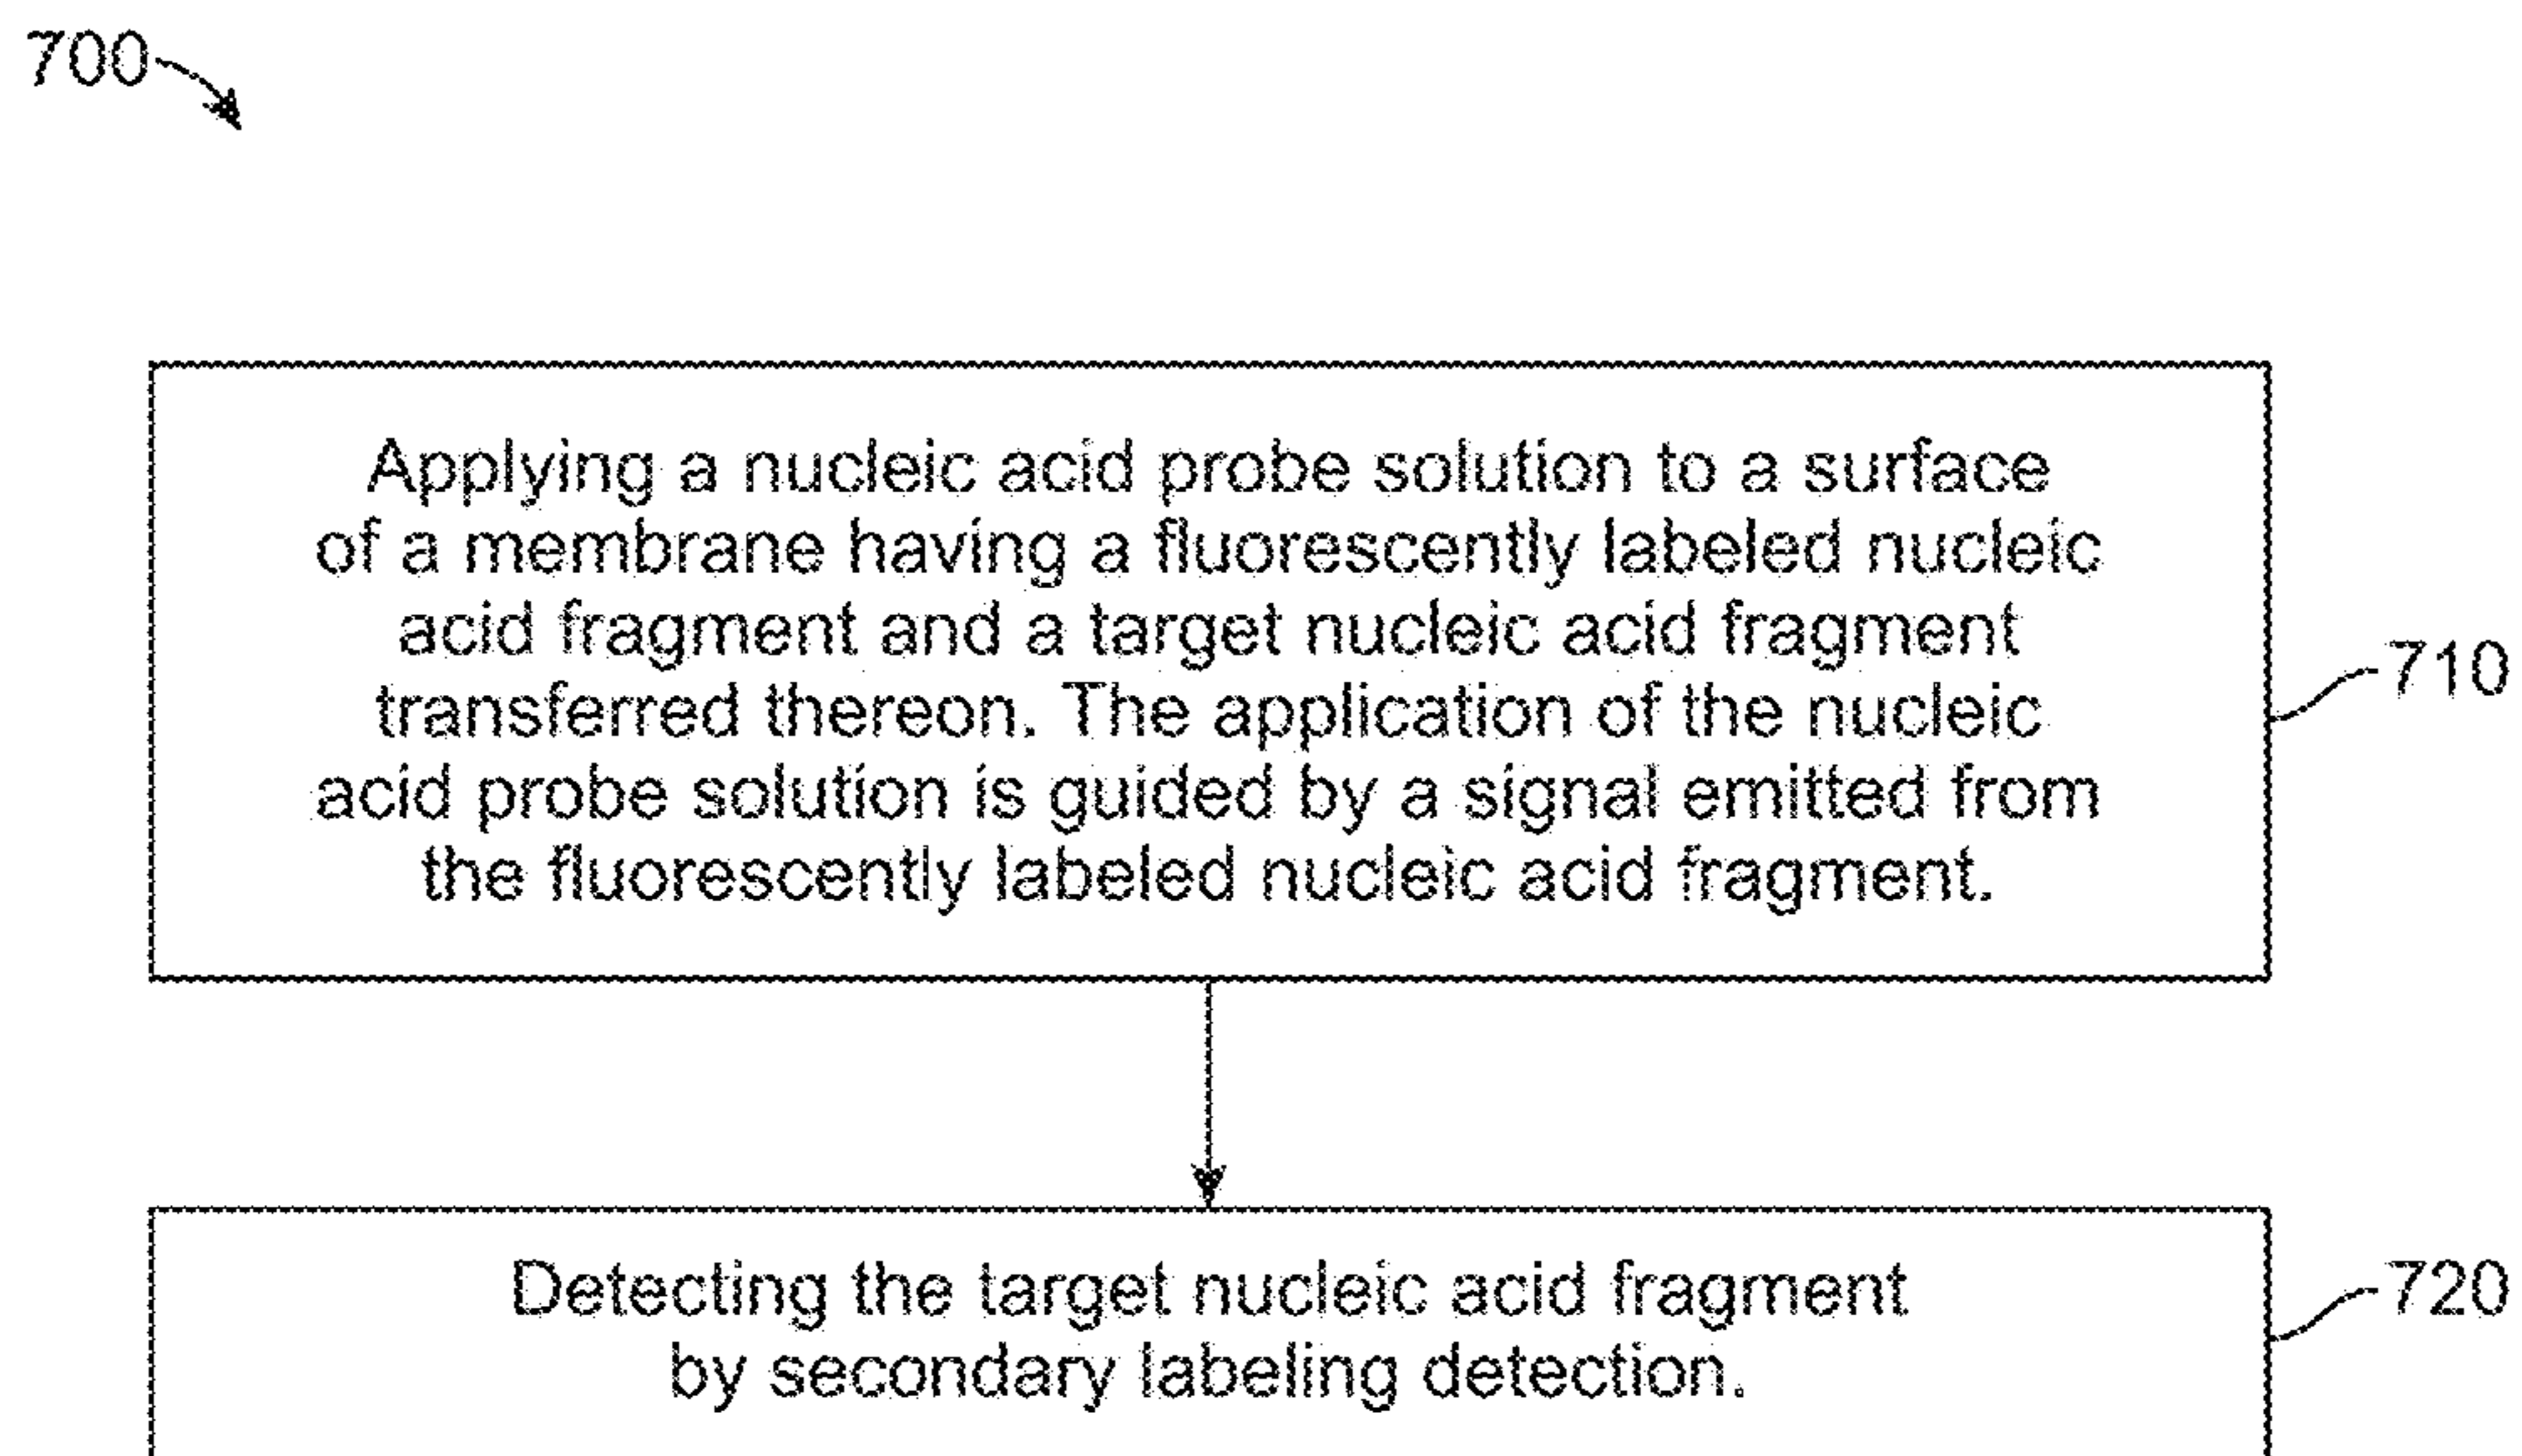 700
Applying a nucleic acid probe solution to a surface
of a membrane having a fluorescently labeled nucleic
acid fragment and a target nucleic acid fragment
transferred thereon. The application of the nucleic
acid probe solution is guided by a signal emitted from
the fluorescently labeled nucleic acid fragment.
710
Detecting the target nucleic acid fragment
by secondary labeling detection.
720